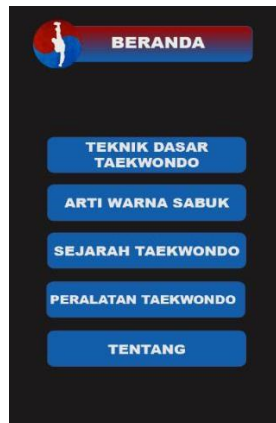 BERANDA
TEKNIK DASAR
TAEKWONDO
ARTI WARNA SABUK
SEJARAH TAEKWONDO
PERALATAN TAEKWONDO
TENTANG